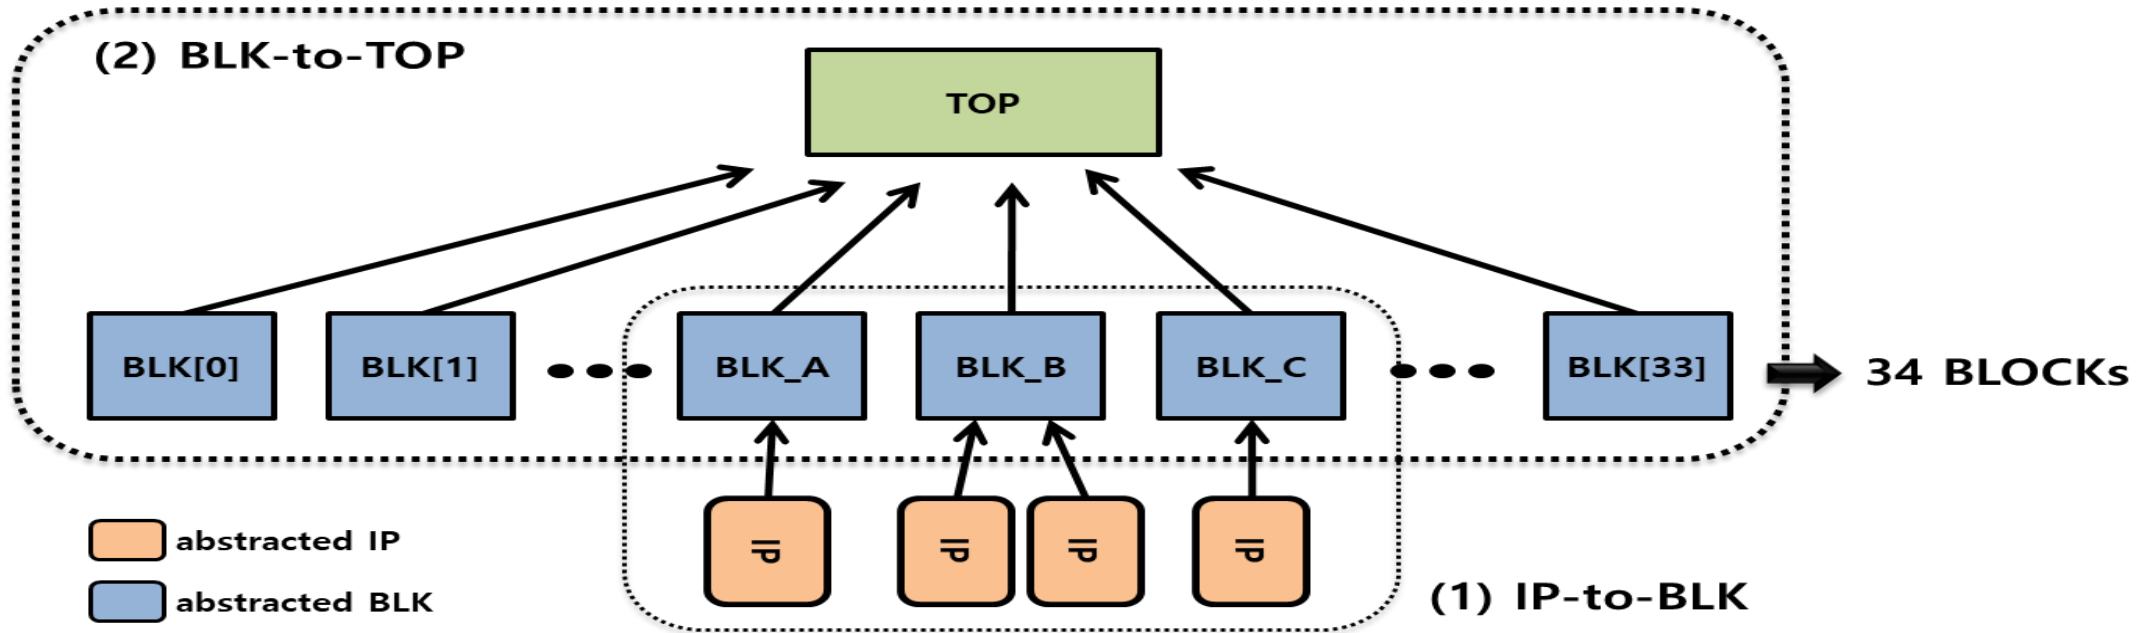 (2) BLK-to-TOP
TOP
BLK[0]
BLK[1]
BLK_A
BLK_B
BLK_C
BLK[33]
34 BLOCKs
IP
IP
IP
IP
abstracted IP
abstracted BLK
(1) IP-to-BLK